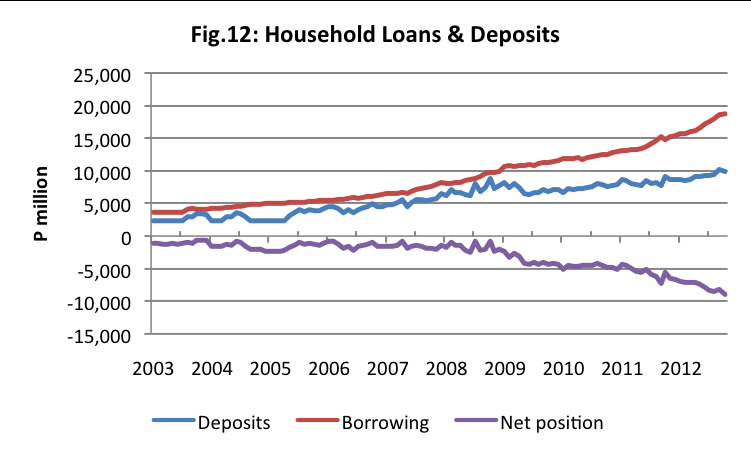 Fig.12: Household Loans & Deposits
25,000
20,000
15,000
10,000
5,000
0
-5,000
-10,000
-15,000
P million
2003 2004 2005 2006 2007 2008 2009 2010 2011 2012
Deposits Borrowing Net position